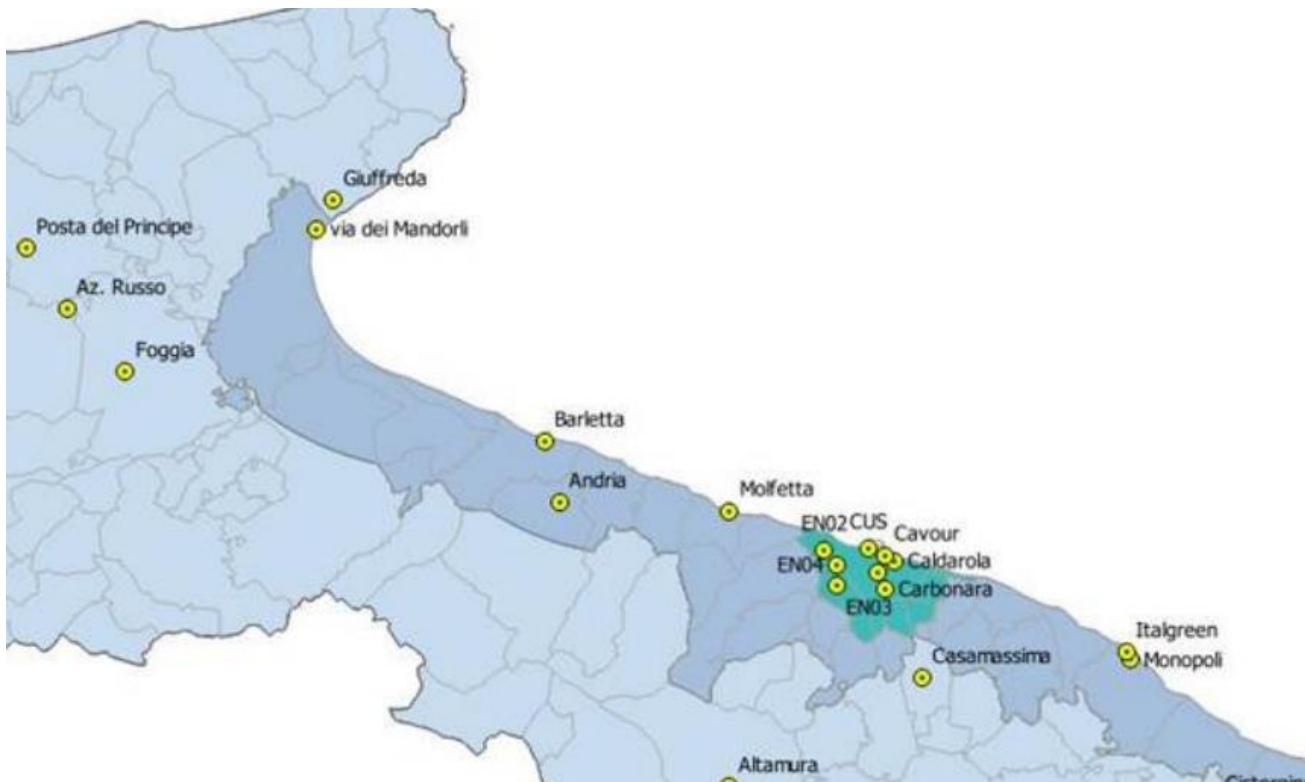 Giuffreda
Posta del Principe
via dei Mandorli
Az. Russo
Foggia
Barletta
Andria
Molfetta
EN02 CUS
Cavour
EN04
Caldarola
Carbonara
EN03
Italgreen
Casamassima
Monopoli
Altamura